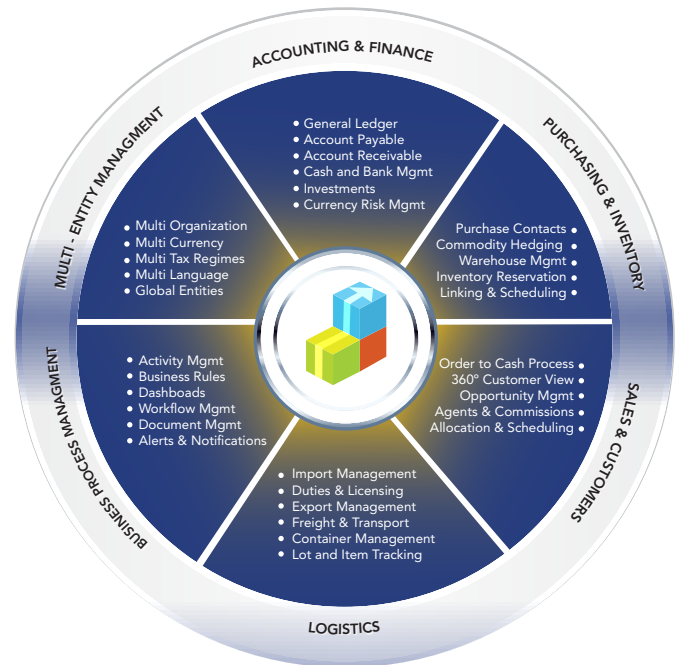 ACCOUNTING & FINANCE
• General Ledger
• Account Payable
• Account Receivable
• Cash and Bank Mgmt
• Investments
• Currency Risk Mgmt
PURCHASING & INVENTORY
Purchase Contacts •
Commodity Hedging •
Warehouse Mgmt •
Inventory Reservation •
Linking & Scheduling •
SALES & CUSTOMERS
Order to Cash Process •
360° Customer View •
Opportunity Mgmt •
Agents & Commissions •
Allocation & Scheduling •
LOGISTICS
• Import Management
• Duties & Licensing
• Export Management
• Freight & Transport
• Container Management
• Lot and Item Tracking
BUSINESS PROCESS MANAGMENT
• Activity Mgmt
• Business Rules
• Dashboads
• Workflow Mgmt
• Document Mgmt
• Alerts & Notifications
MULTI - ENTITY MANAGMENT
• Multi Organization
• Multi Currency
• Multi Tax Regimes
• Multi Language
• Global Entities